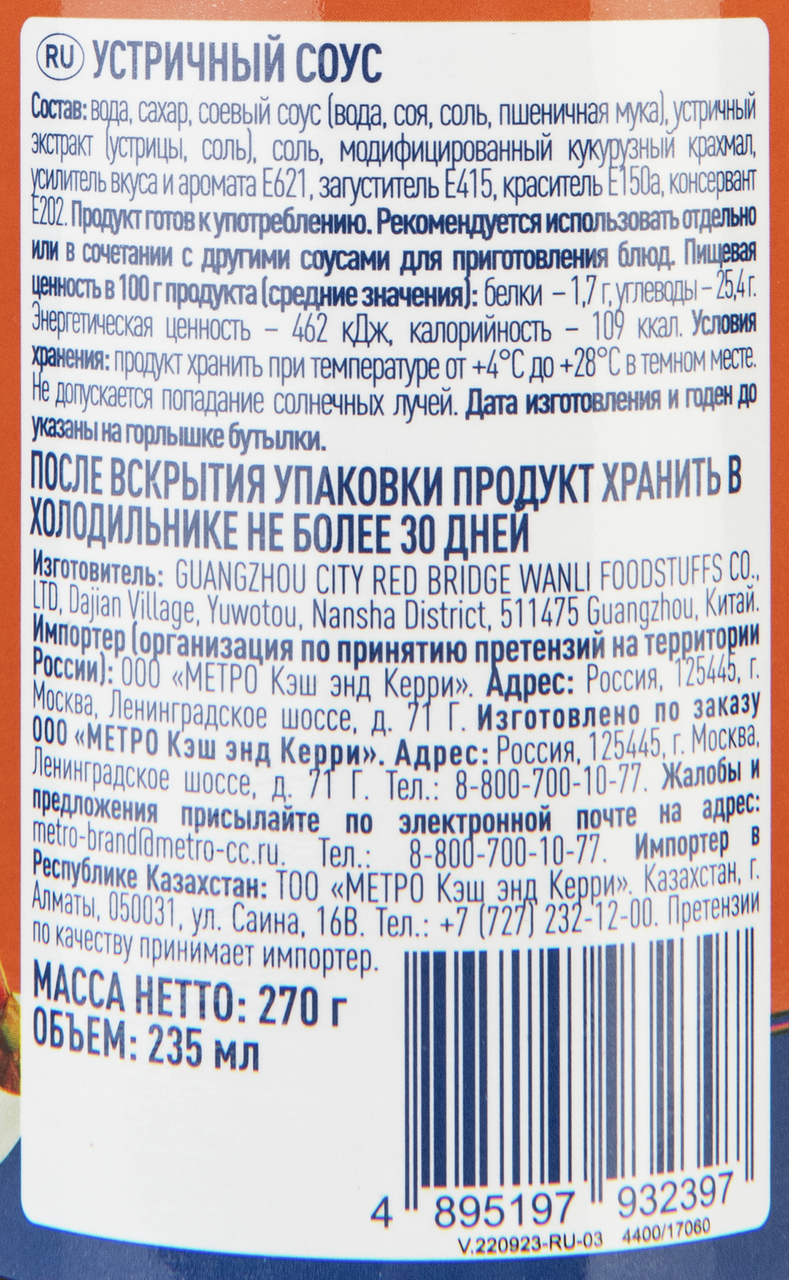 RU УСТРИЧНЫЙ СОУС
Состав: вода, сахар, соевый соус (вода, соя, соль, пшеничная мука), устричный
экстракт (устрицы, соль), соль, модифицированный кукурузный крахмал,
усилитель вкуса и аромата Е621, загуститель Е415, краситель Е150а, консервант
Е202. Продукт готов к употреблению. Рекомендуется использовать отдельно
или в сочетании с другими соусами для приготовления блюд. Пищевая
ценность в 100 г продукта (средние значения): белки – 1,7 г, углеводы – 25,4 г.
Энергетическая ценность – 462 кДж, калорийность – 109 ккал. Условия
хранения: продукт хранить при температуре от +4°С до +28°С в темном месте.
Не допускается попадание солнечных лучей. Дата изготовления и годен до
указаны на горлышке бутылки.
ПОСЛЕ ВСКРЫТИЯ УПАКОВКИ ПРОДУКТ ХРАНИТЬ В
ХОЛОДИЛЬНИКЕ НЕ БОЛЕЕ 30 ДНЕЙ
Изготовитель: GUANGZHOU CITY RED BRIDGE WANLI FOODSTUFFS CO.,
LTD, Dajian Village, Yuwotou, Nansha District, 511475 Guangzhou, Китай.
Импортер (организация по принятию претензий на территории
России): ООО «МЕТРО Кэш энд Керри». Адрес: Россия, 125445, г.
Москва, Ленинградское шоссе, д. 71 Г. Изготовлено по заказу
ООО «МЕТРО Кэш энд Керри». Адрес: Россия, 125445, г. Москва,
Ленинградское шоссе, д. 71 Г. Тел.: 8-800-700-10-77. Жалобы и
предложения присылайте по электронной почте на адрес:
metro-brand@metro-cc.ru. Тел.: 8-800-700-10-77. Импортер в
Республике Казахстан: ТОО «МЕТРО Кэш энд Керри». Казахстан, г.
Алматы, 050031, ул. Саина, 16В. Тел.: +7 (727) 232-12-00. Претензии
по качеству принимает импортер.
МАССА НЕТТО: 270 г
ОБЪЕМ: 235 мл
4 895197 932397
V.220923-RU-03 4400/17060